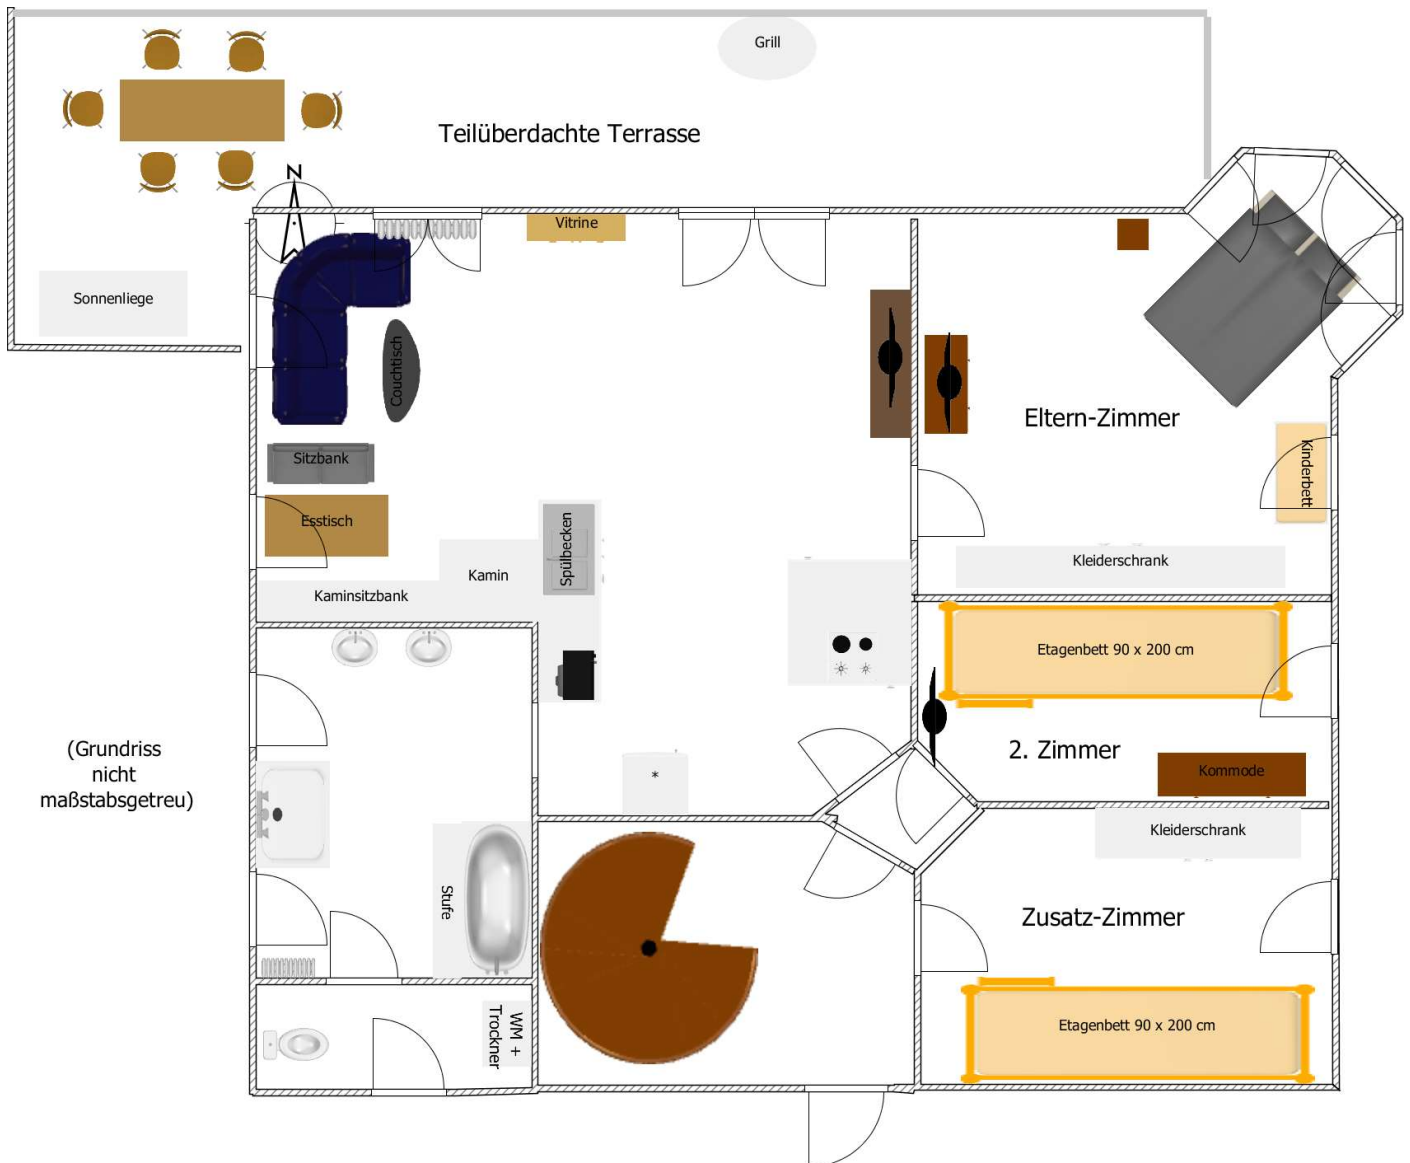 Grill
Teilüberdachte Terrasse
N
Vitrine
Sonnenliege
Couchtisch
Eltern-Zimmer
Sitzbank
Kinderbett
Esstisch
Spülbecken
Kamin
Kleiderschrank
Kaminsitzbank
Etagenbett 90 x 200 cm
(Grundriss
nicht
maßstabsgetreu)
2. Zimmer
Kommode
*
Kleiderschrank
Stufe
Zusatz-Zimmer
WM +
Trockner
Etagenbett 90 x 200 cm